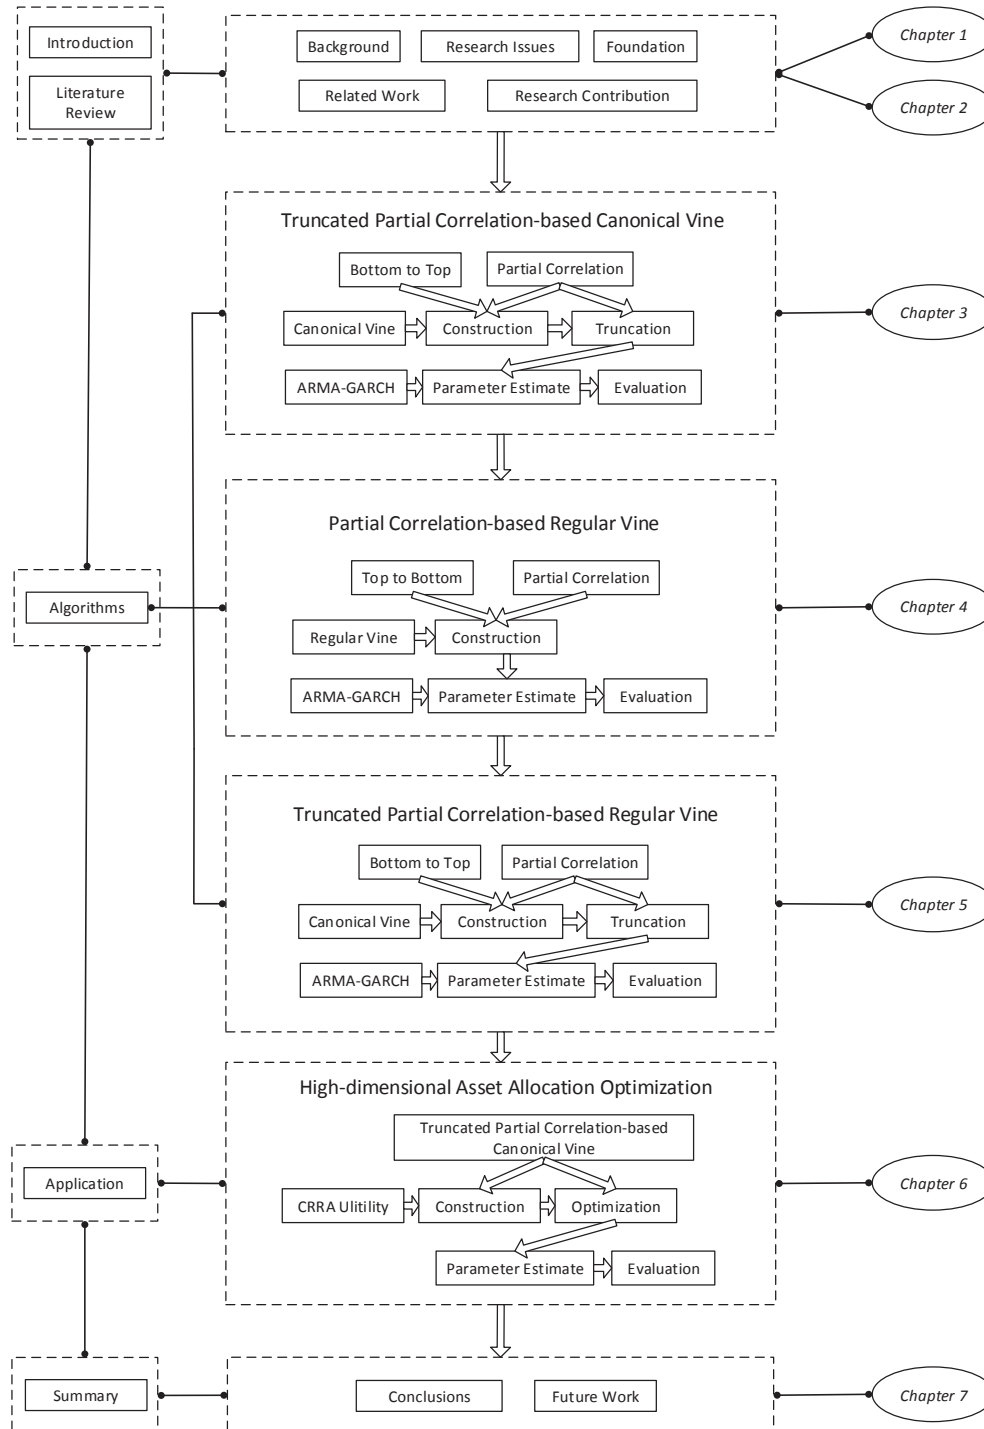 Introduction
Literature
Review
Background
Research Issues
Foundation
Related Work
Research Contribution
Chapter 1
Chapter 2
Truncated Partial Correlation-based Canonical Vine
Bottom to Top
Partial Correlation
Canonical Vine
Construction
Truncation
ARMA-GARCH
Parameter Estimate
Evaluation
Chapter 3
Partial Correlation-based Regular Vine
Top to Bottom
Partial Correlation
Algorithms
Regular Vine
Construction
ARMA-GARCH
Parameter Estimate
Evaluation
Chapter 4
Truncated Partial Correlation-based Regular Vine
Bottom to Top
Partial Correlation
Canonical Vine
Construction
Truncation
ARMA-GARCH
Parameter Estimate
Evaluation
Chapter 5
High-dimensional Asset Allocation Optimization
Truncated Partial Correlation-based
Canonical Vine
Application
CRRA Ulitility
Construction
Optimization
Parameter Estimate
Evaluation
Chapter 6
Summary
Conclusions
Future Work
Chapter 7